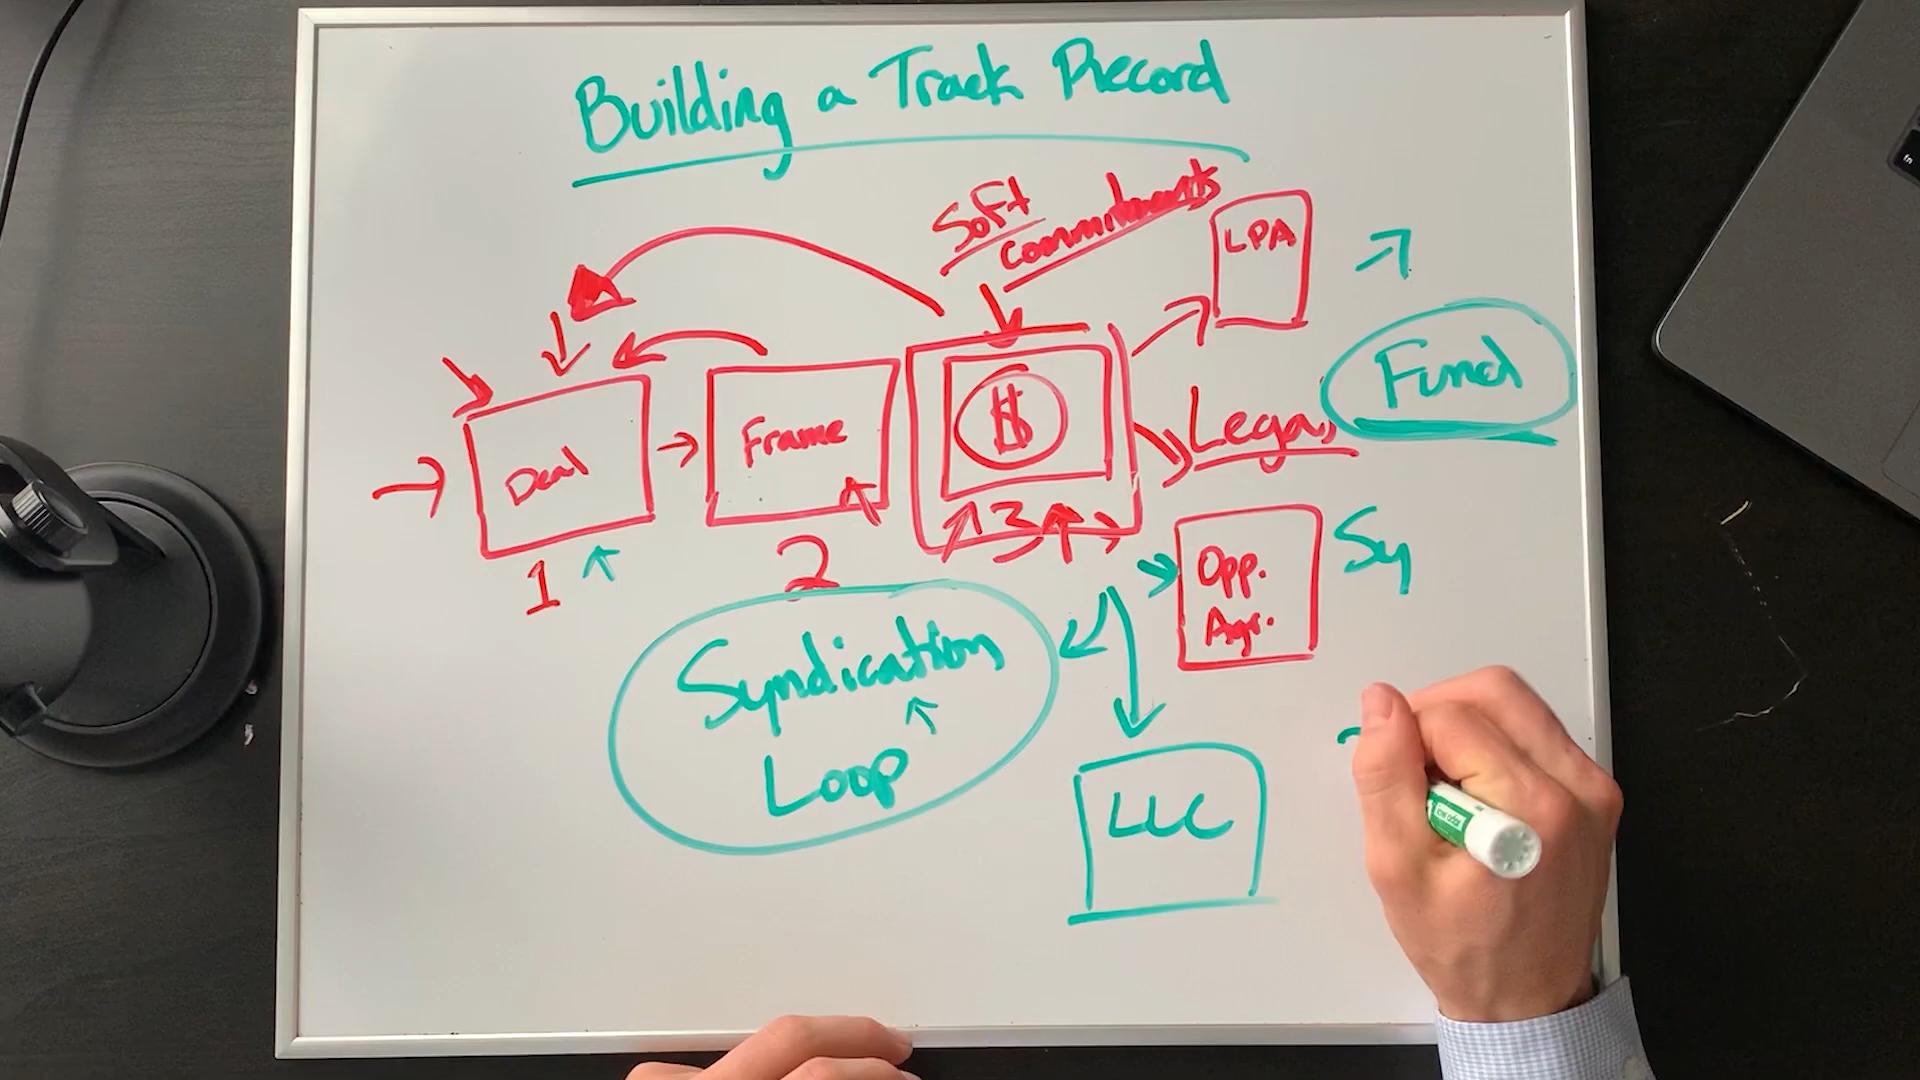 Building a Track Record
Soft
Commitments
LPA
Fund
Deal
Frame
$
Legal
1
2
3
Opp.
Agr.
Sy
Syndication
Loop
LLC
fn